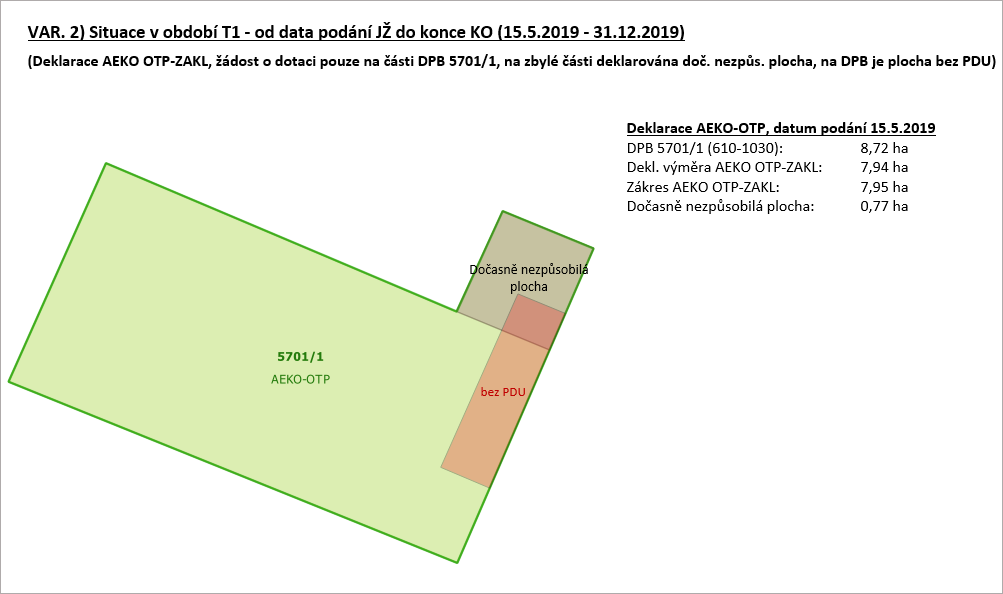 VAR. 2) Situace v období T1 - od data podání JŽ do konce KO (15.5.2019 - 31.12.2019)
(Deklarace AEKO OTP-ZAKL, žádost o dotaci pouze na části DPB 5701/1, na zbylé části deklarována doč. nezpůs. plocha, na DPB je plocha bez PDU)
Deklarace AEKO-OTP, datum podání 15.5.2019
DPB 5701/1 (610-1030): 8,72 ha
Dekl. výměra AEKO OTP-ZAKL: 7,94 ha
Zákres AEKO OTP-ZAKL: 7,95 ha
Dočasně nezpůsobilá plocha: 0,77 ha
Dočasně nezpůsobilá
plocha
5701/1
AEKO-OTP
bez PDU